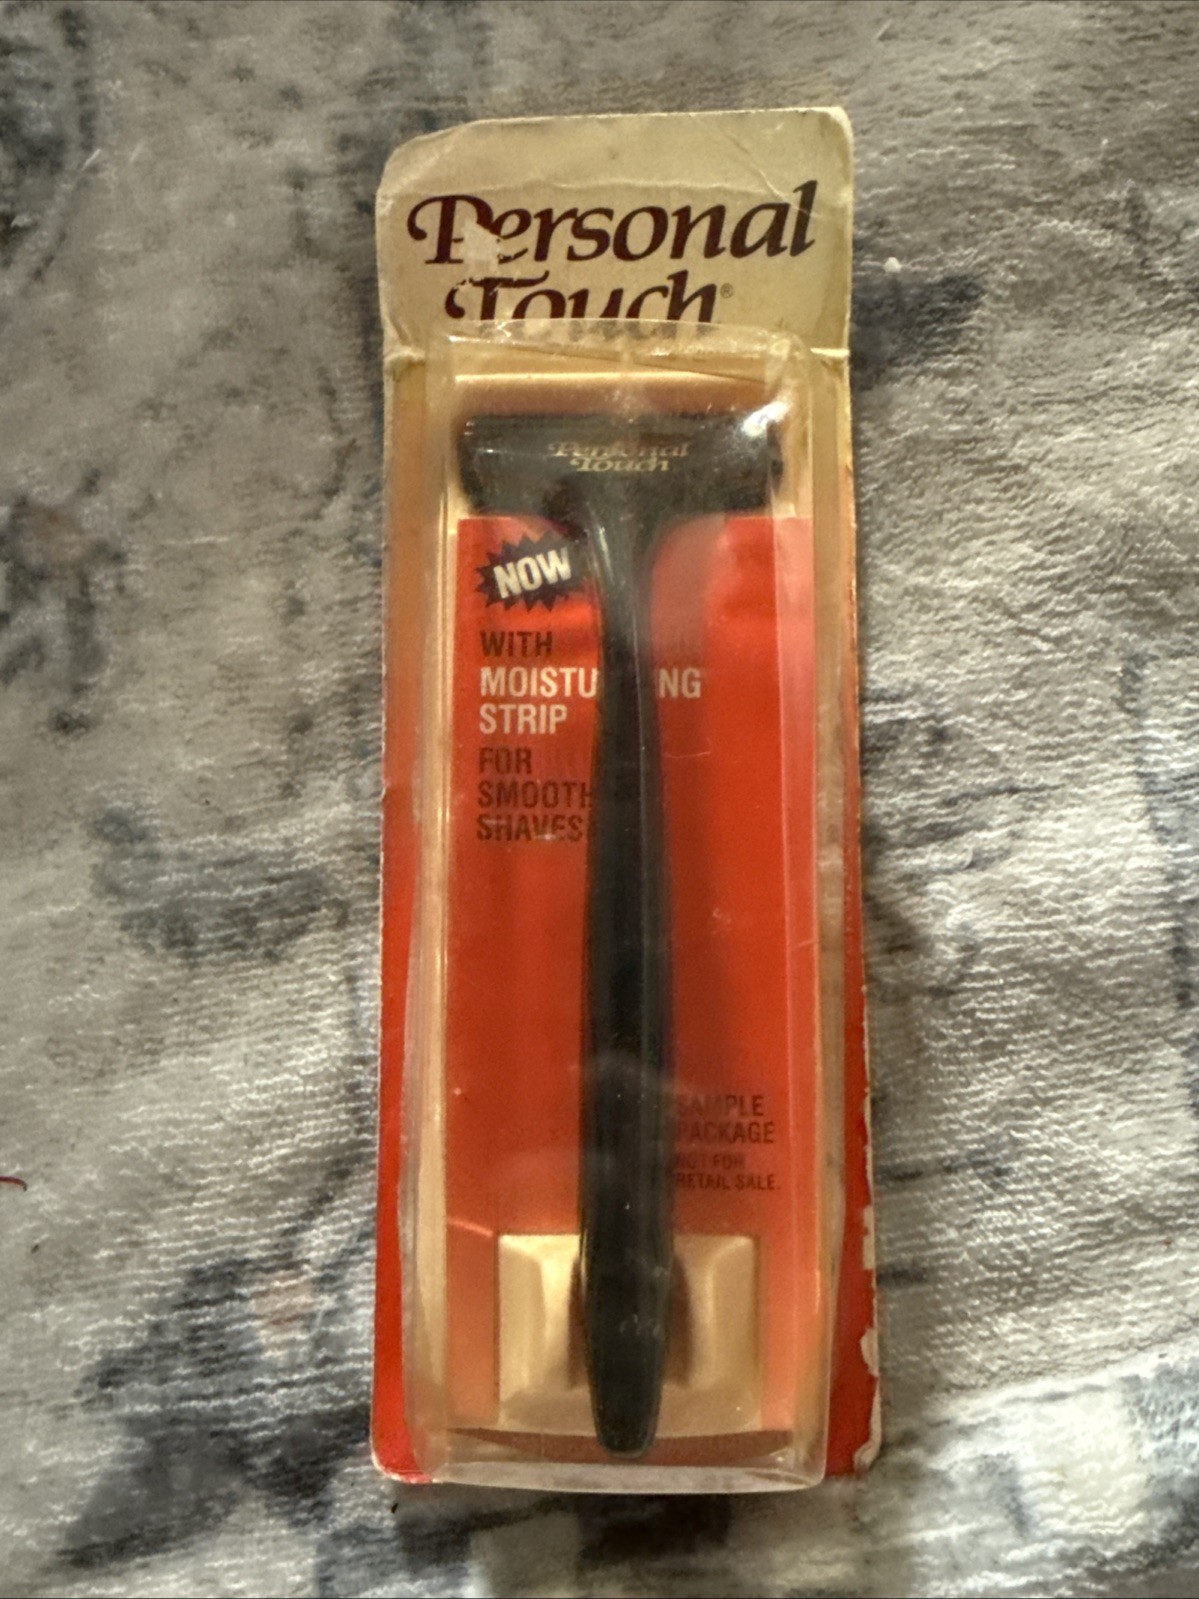 Personal
Touch®
Personal
Touch
NOW
WITH
MOISTU NG
STRIP
FOR
SMOOTH
SHAVES
SAMPLE
PACKAGE
NOT FOR
RETAIL SALE.